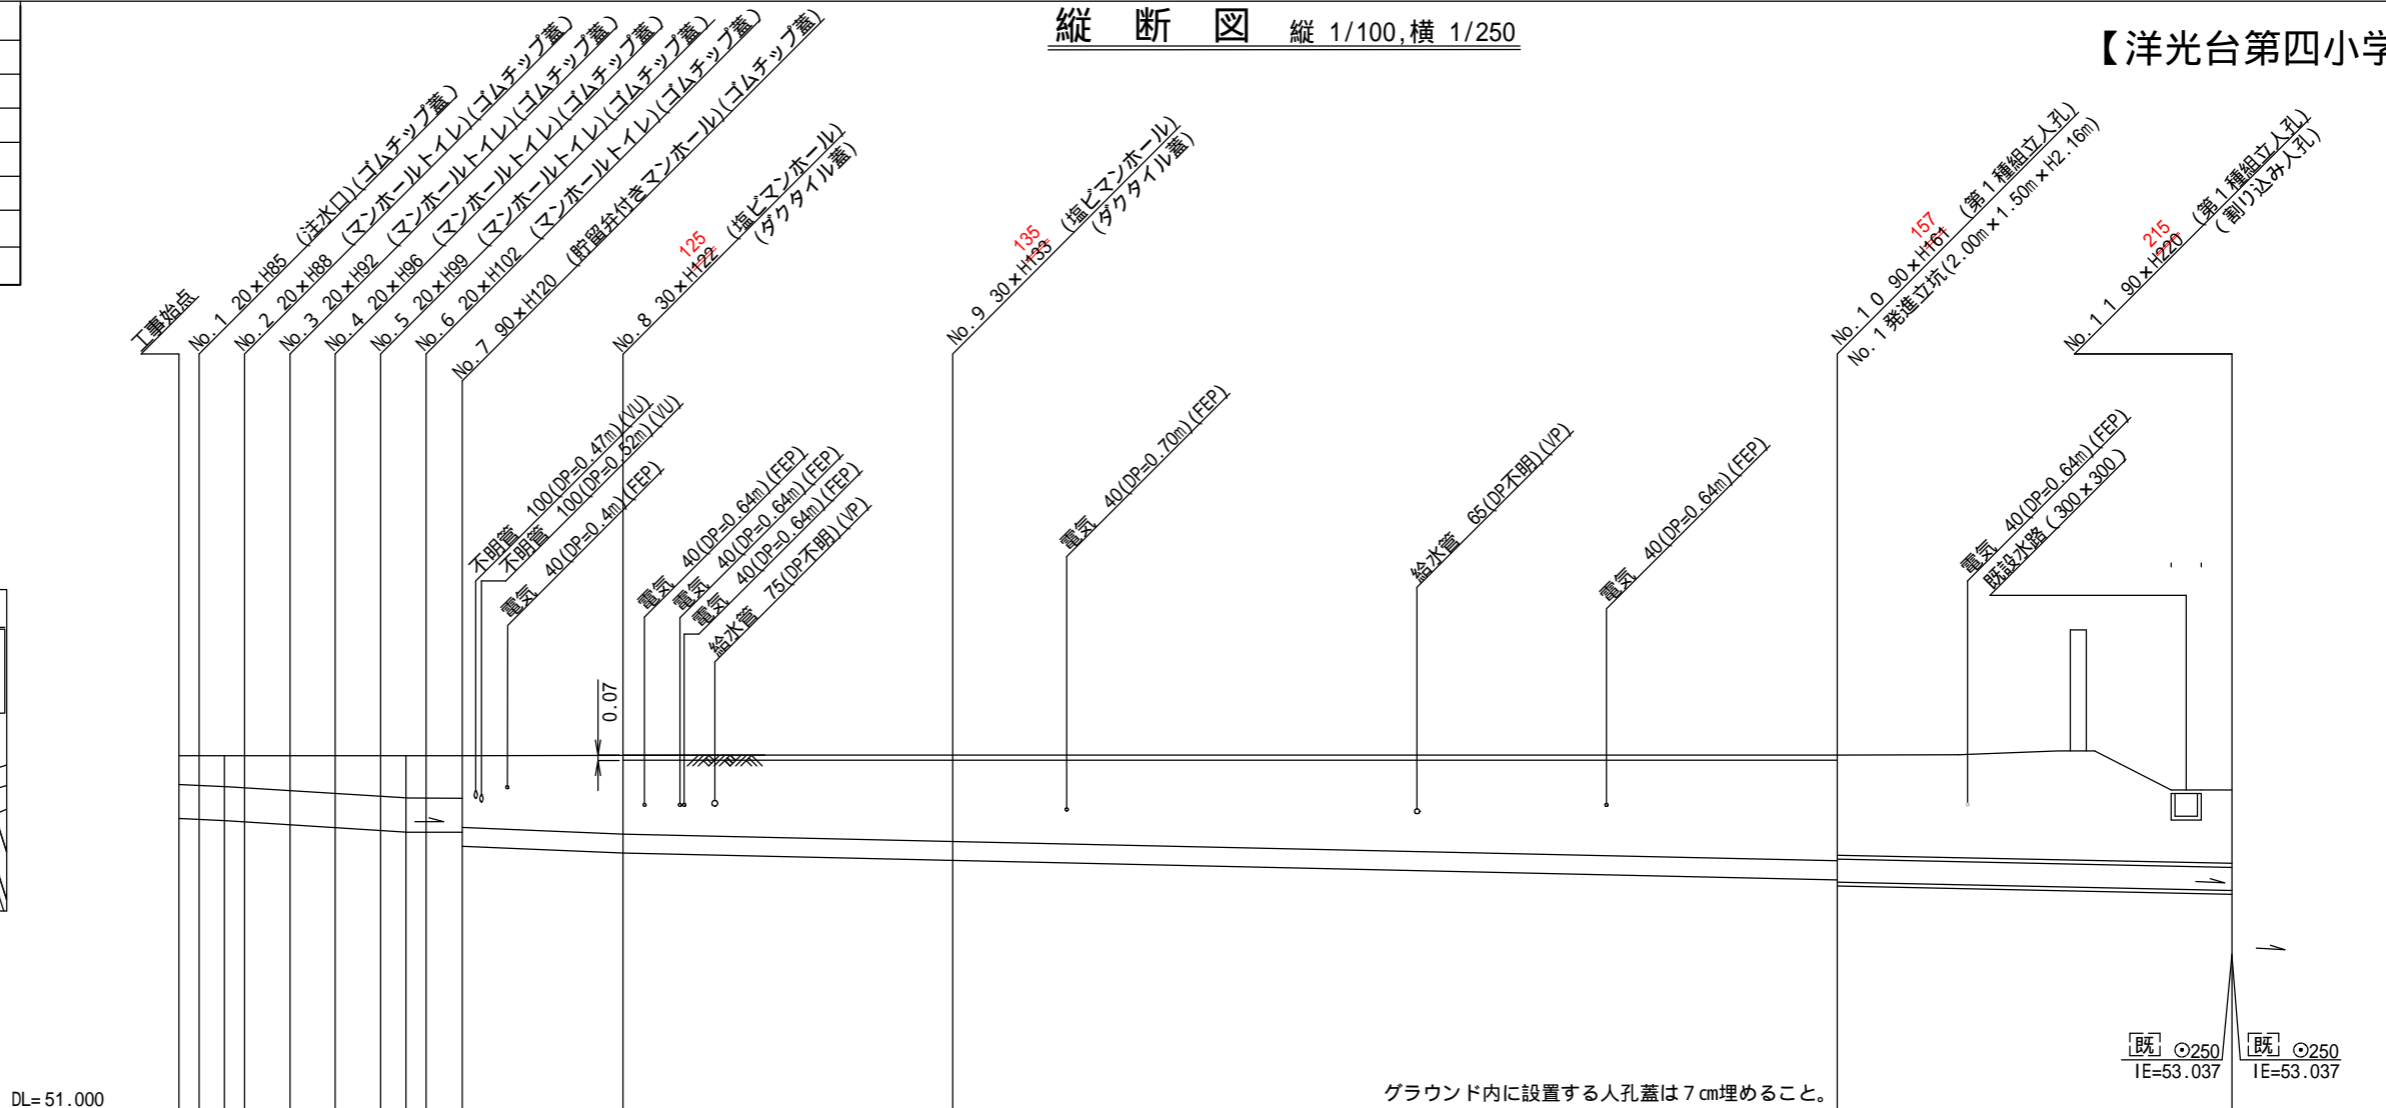 縦断図 縦 1/100,横 1/250
【洋光台第四小学
工事始点
No.1 20×H85 (注水口)(ゴムチップ蓋)
No.2 20×H88 (マンホールトイレ)(ゴムチップ蓋)
No.3 20×H92 (マンホールトイレ)(ゴムチップ蓋)
No.4 20×H96 (マンホールトイレ)(ゴムチップ蓋)
No.5 20×H99 (マンホールトイレ)(ゴムチップ蓋)
No.6 20×H102 (マンホールトイレ)(ゴムチップ蓋)
No.7 90×H120 (貯留弁付きマンホール)(ゴムチップ蓋)
125
No.8 30×H122 (塩ビマンホール)
(ダクタイル蓋)
135
No.9 30×H133 (塩ビマンホール)
(ダクタイル蓋)
157
No.10 90×H161 (第1種組立人孔)
No.1発進立坑(2.00m×1.50m×H2.16m)
215
No.11 90×H220 (第1種組立人孔)
(割り込み人孔)
不明管 100(DP=0.47m)(VU)
不明管 100(DP=0.52m)(VU)
電気 40(DP=0.4m)(FEP)
電気 40(DP=0.64m)(FEP)
電気 40(DP=0.64m)(FEP)
電気 40(DP=0.64m)(FEP)
給水管 75(DP不明)(VP)
電気 40(DP=0.70m)(FEP)
給水管 65(DP不明)(VP)
電気 40(DP=0.64m)(FEP)
電気 40(DP=0.64m)(FEP)
既設水路(300×300)
0.07
既 ⊙250
IE=53.037
既 ⊙250
IE=53.037
グラウンド内に設置する人孔蓋は7㎝埋めること。
DL=51.000